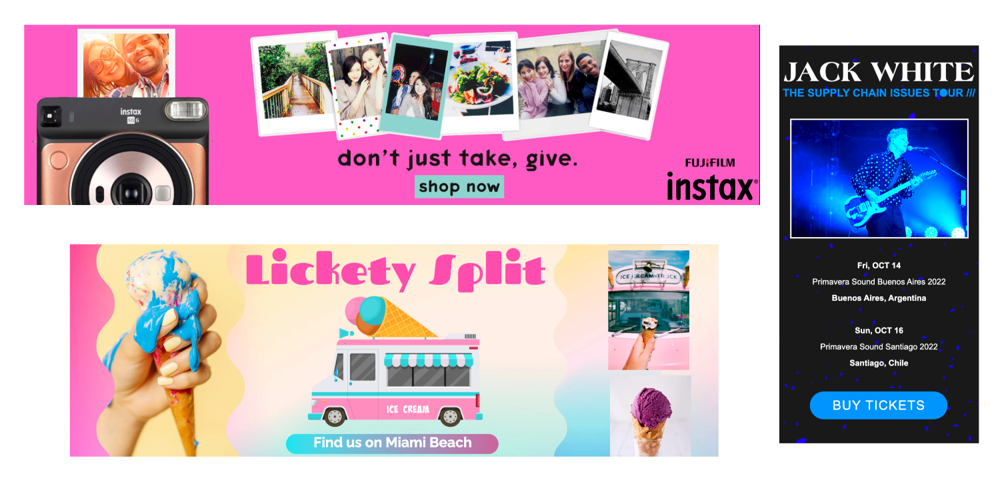 instax
SQ 6
don't just take, give.
shop now
FUJIFILM
instax®
Lickety Split
ICE CREAM
Find us on Miami Beach
ICE CREAM-TRUCK
JACK WHITE
THE SUPPLY CHAIN ISSUES TOUR ///
Fri, OCT 14
Primavera Sound Buenos Aires 2022
Buenos Aires, Argentina
Sun, OCT 16
Primavera Sound Santiago 2022
Santiago, Chile
BUY TICKETS